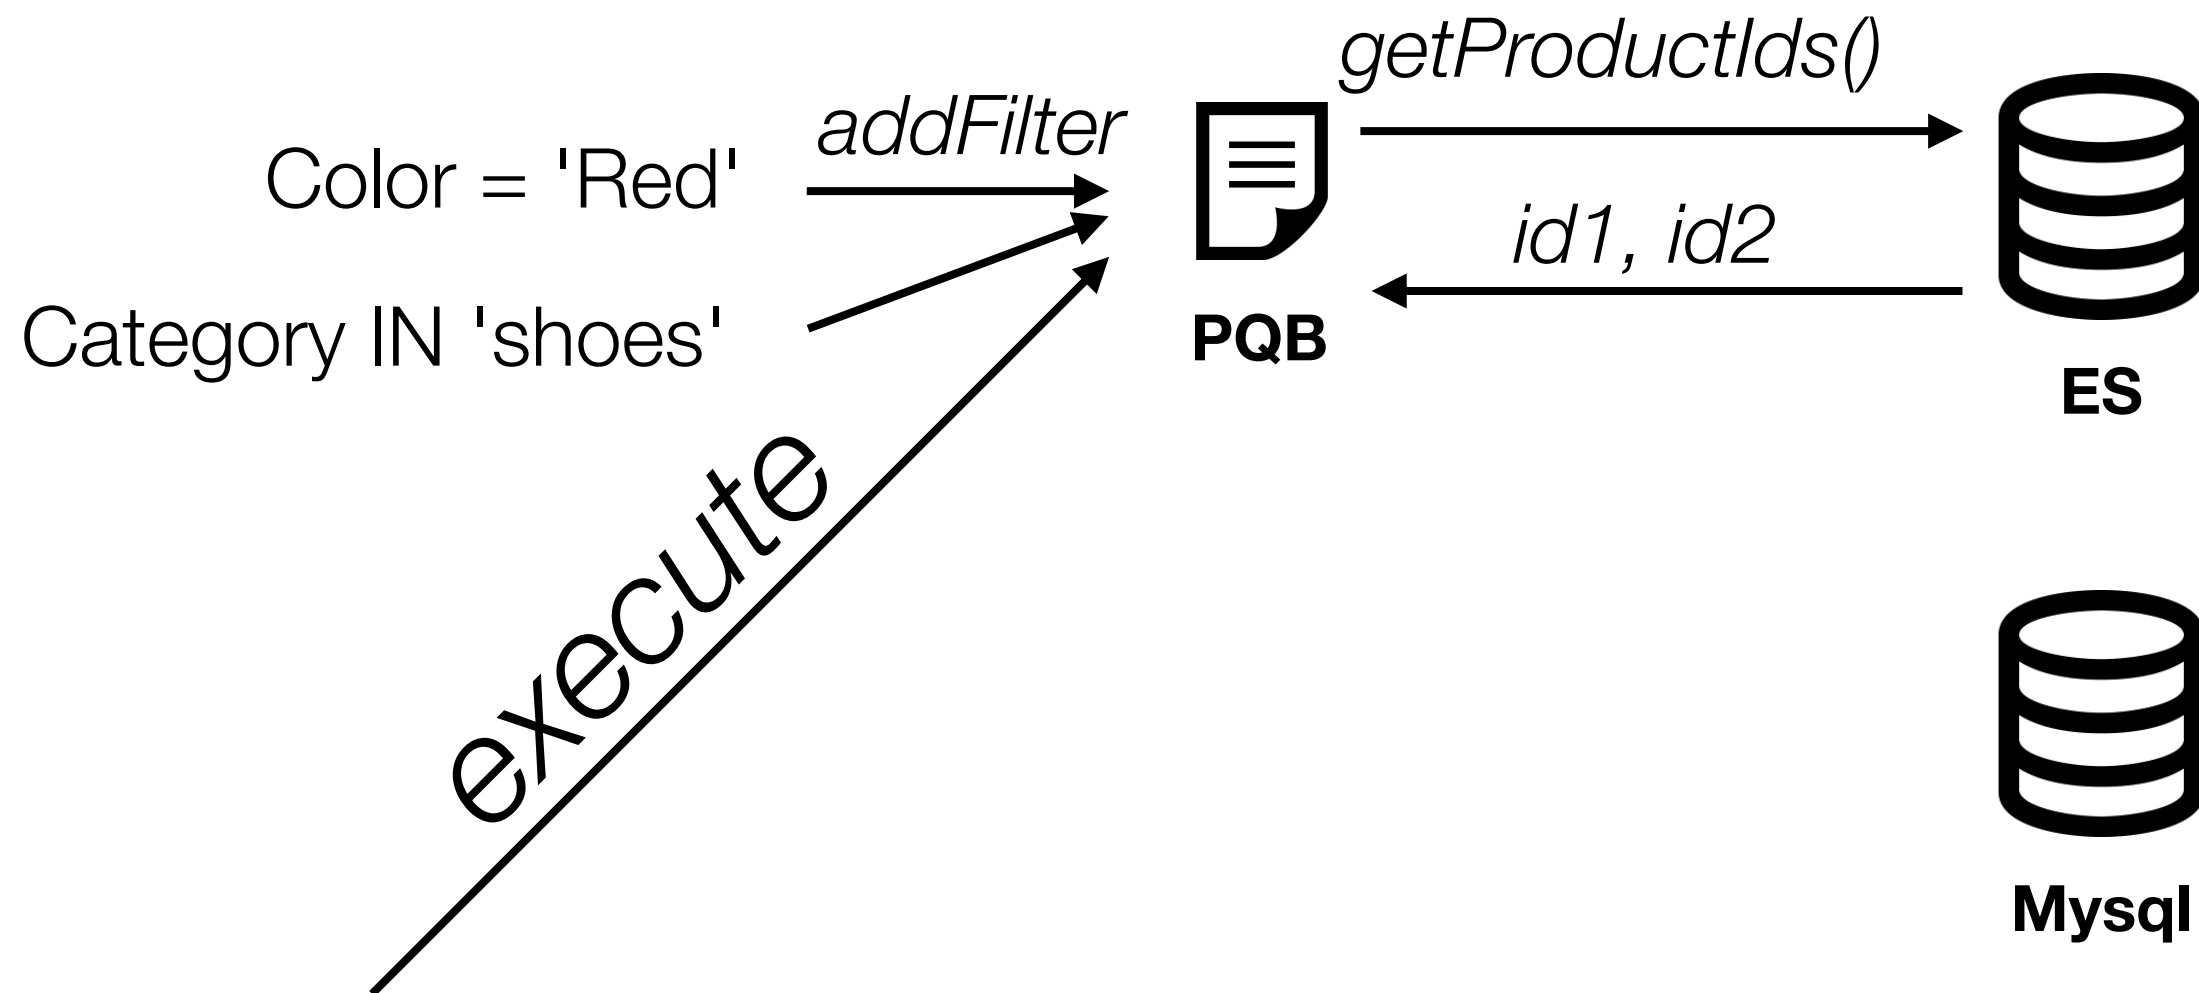 getProductIds()
addFilter
Color = 'Red'
id1, id2
Category IN 'shoes'
PQB
ES
execute
Mysql